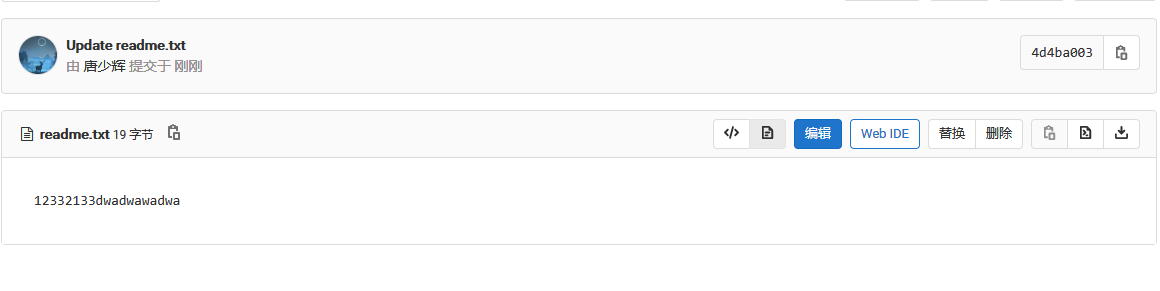 Update readme.txt
由 唐少辉 提交于 刚刚
4d4ba003
readme.txt 19 字节
</> 编辑 Web IDE 替换 删除
12332133dwadwawadwa